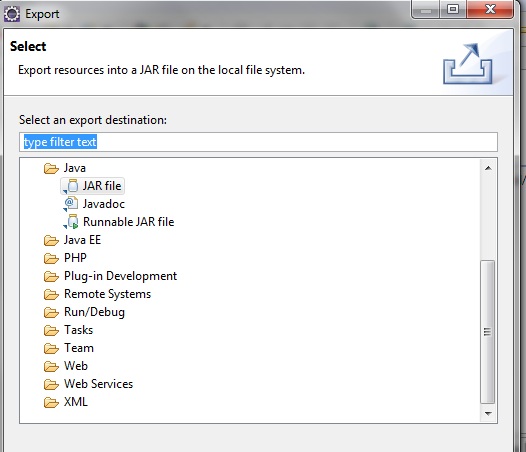 Export
Select
Export resources into a JAR file on the local file system.
Select an export destination:
type filter text
Java
JAR file
Javadoc
Runnable JAR file
Java EE
PHP
Plug-in Development
Remote Systems
Run/Debug
Tasks
Team
Web
Web Services
XML